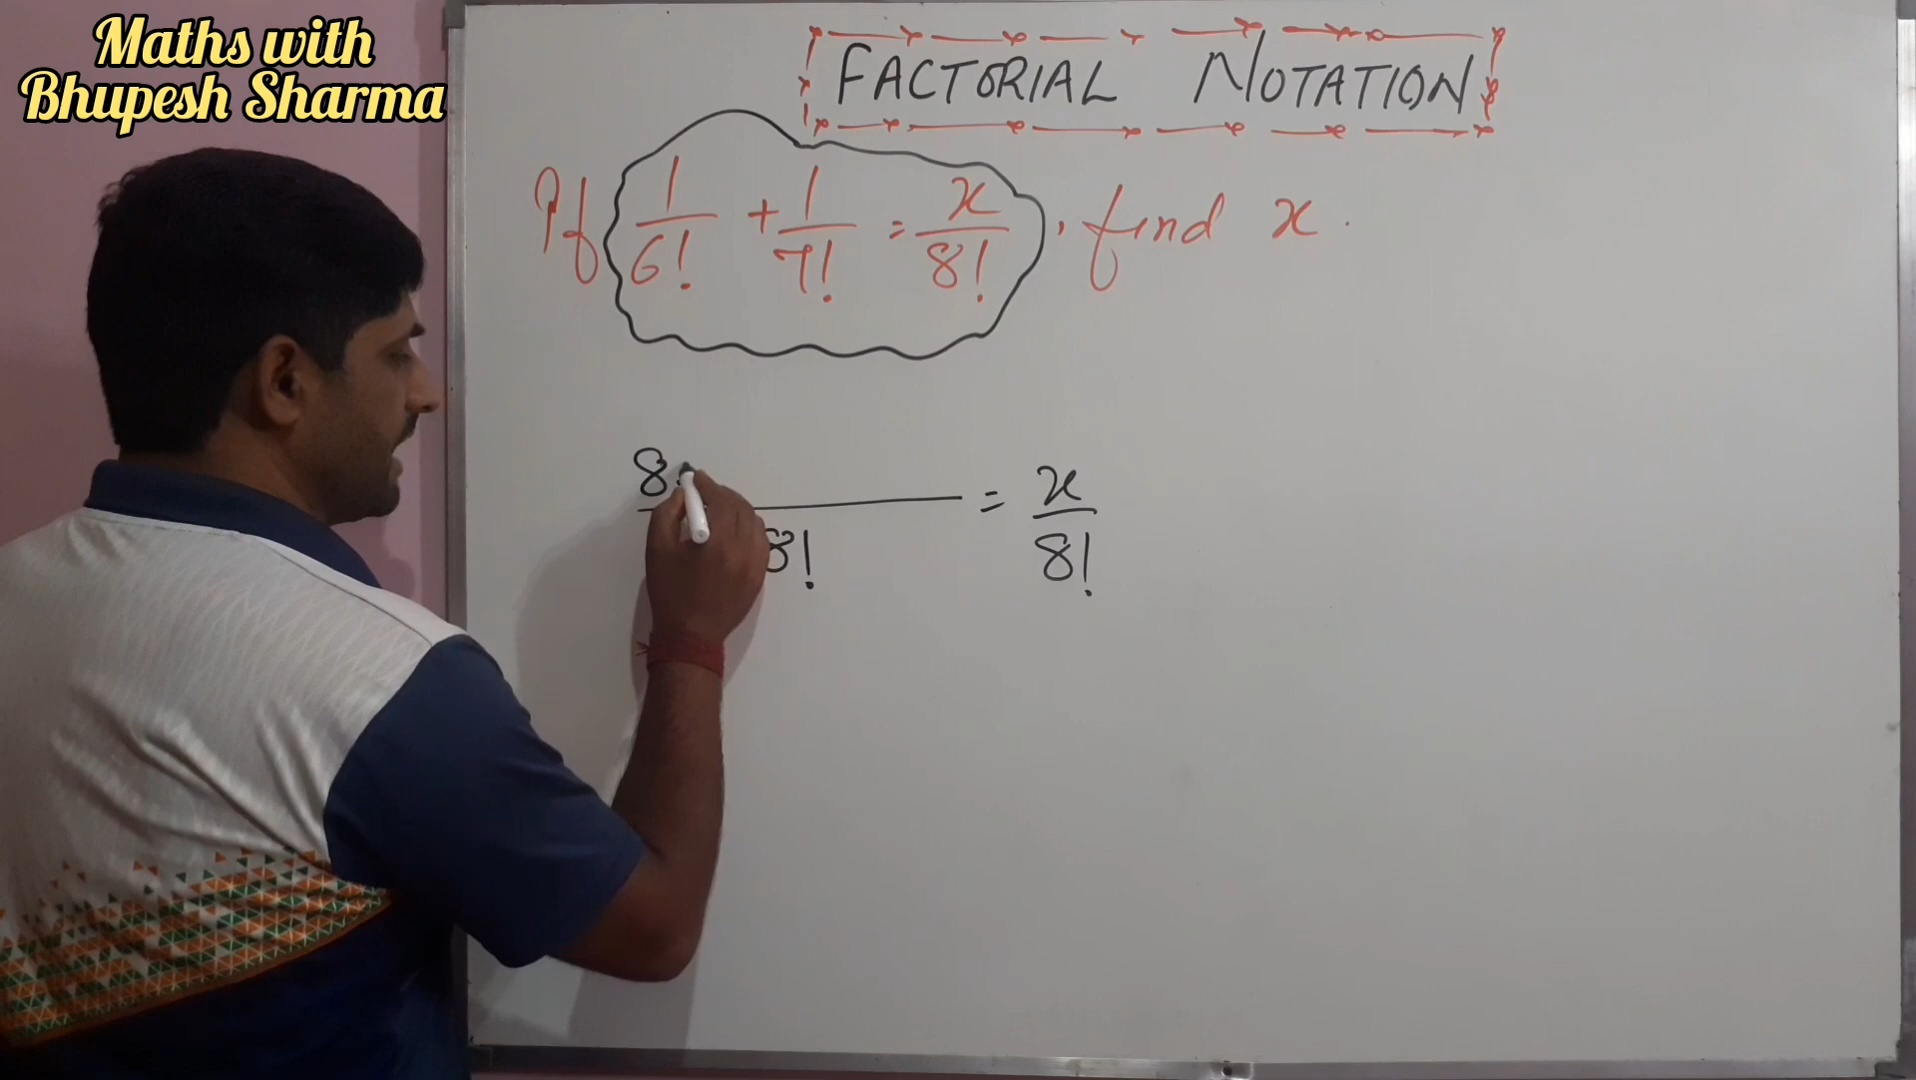 Maths with
Bhupesh Sharma
FACTORIAL NOTATION
If 1/6! + 1/7! = x/8! , find x.
8. / 8! = x/8!